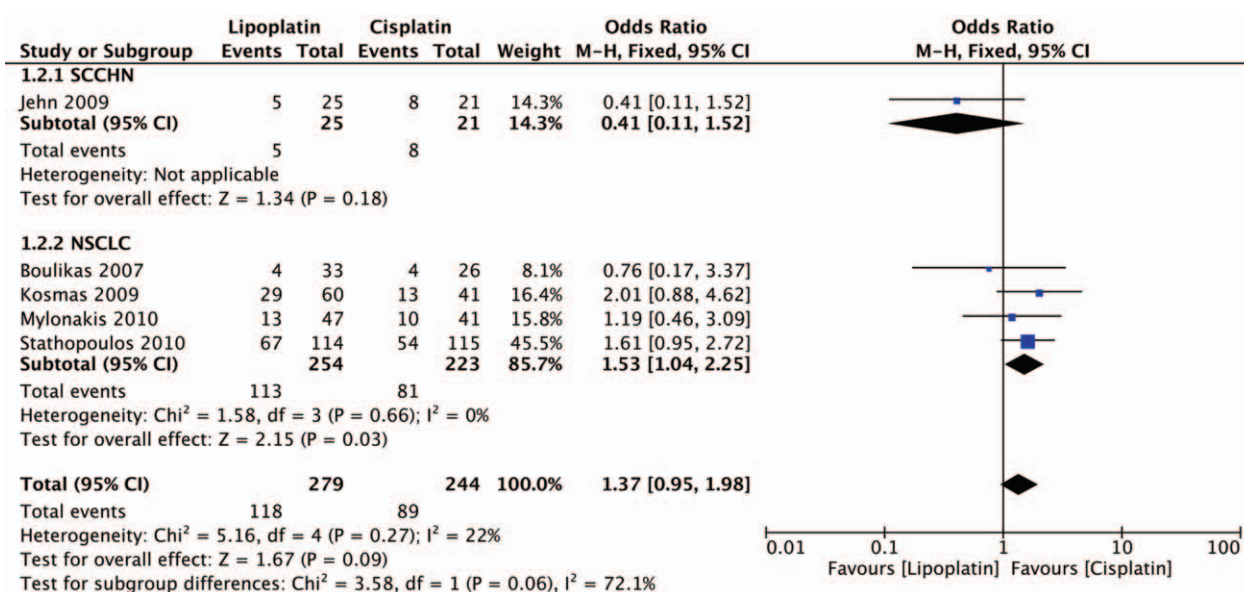 Lipoplatin Cisplatin Odds Ratio Odds Ratio
Study or Subgroup Events Total Events Total Weight M-H, Fixed, 95% CI M-H, Fixed, 95% CI
1.2.1 SCCHN
Jehn 2009 5 25 8 21 14.3% 0.41 [0.11, 1.52]
Subtotal (95% CI) 25 21 14.3% 0.41 [0.11, 1.52]
Total events 5 8
Heterogeneity: Not applicable
Test for overall effect: Z = 1.34 (P = 0.18)
1.2.2 NSCLC
Boulikas 2007 4 33 4 26 8.1% 0.76 [0.17, 3.37]
Kosmas 2009 29 60 13 41 16.4% 2.01 [0.88, 4.62]
Mylonakis 2010 13 47 10 41 15.8% 1.19 [0.46, 3.09]
Stathopoulos 2010 67 114 54 115 45.5% 1.61 [0.95, 2.72]
Subtotal (95% CI) 254 223 85.7% 1.53 [1.04, 2.25]
Total events 113 81
Heterogeneity: Chi² = 1.58, df = 3 (P = 0.66); I² = 0%
Test for overall effect: Z = 2.15 (P = 0.03)
Total (95% CI) 279 244 100.0% 1.37 [0.95, 1.98]
Total events 118 89
Heterogeneity: Chi² = 5.16, df = 4 (P = 0.27); I² = 22%
Test for overall effect: Z = 1.67 (P = 0.09)
Test for subgroup differences: Chi² = 3.58, df = 1 (P = 0.06), I² = 72.1%
0.01 0.1 1 10 100
Favours [Lipoplatin] Favours [Cisplatin]